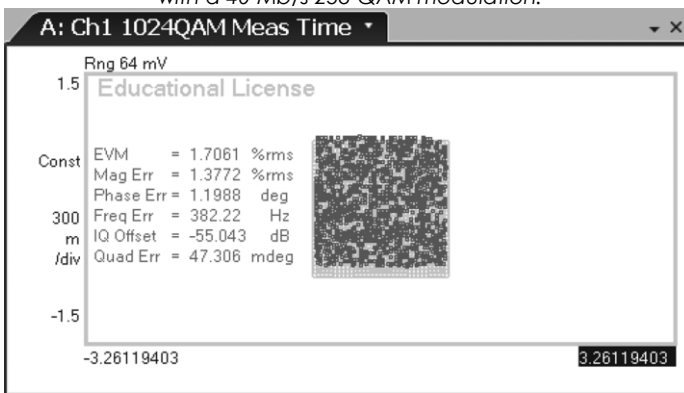 with a 40 Mb/s 256 QAM modulation.
A: Ch1 1024QAM Meas Time
Rng 64 mV
1.5
Educational License
Const
EVM = 1.7061 %rms
Mag Err = 1.3772 %rms
Phase Err = 1.1988 deg
300
Freq Err = 382.22 Hz
m
IQ Offset = -55.043 dB
/div
Quad Err = 47.306 mdeg
-1.5
-3.26119403
3.26119403